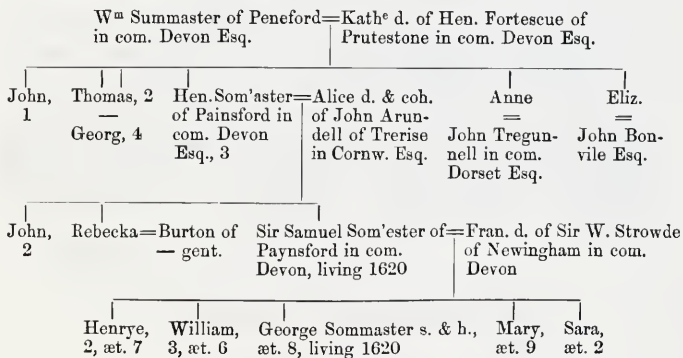 Wm Summaster of Peneford=Kathe d. of Hen. Fortescue of
in com. Devon Esq. Prutestone in com. Devon Esq.
John, Thomas, 2 Hen. Som'aster=Alice d. & coh. Anne Eliz.
1 — of Painsford in of John Arun- = =
Georg, 4 com. Devon dell of Trerise John Tregun- John Bon-
Esq., 3 in Cornw. Esq. nell in com. vile Esq.
Dorset Esq.
John, Rebecka=Burton of Sir Samuel Som'ester of=Fran. d. of Sir W. Strowde
2 — gent. Paynsford in com. of Newingham in com.
Devon, living 1620 Devon
Henrye, William, George Sommaster s. & h., Mary, Sara,
2, æt. 7 3, æt. 6 æt. 8, living 1620 æt. 9 æt. 2